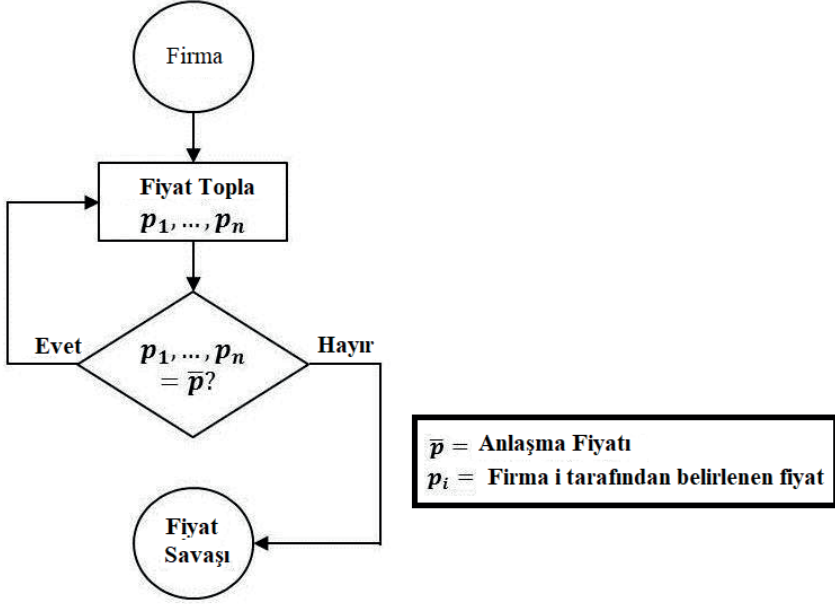 Firma
Fiyat Topla
p₁, ..., pₙ
Evet
Hayır
p₁, ..., pₙ
= p̅?
p̅ = Anlaşma Fiyatı
pᵢ = Firma i tarafından belirlenen fiyat
Fiyat
Savaşı